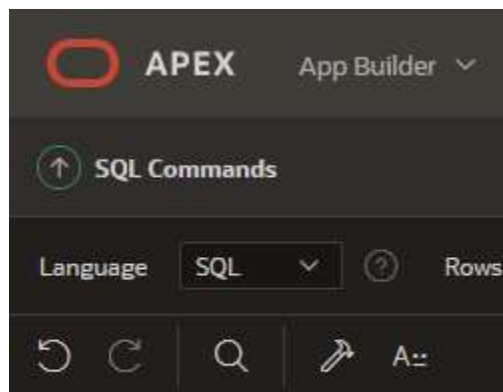 APEX App Builder
SQL Commands
Language SQL Rows
A::